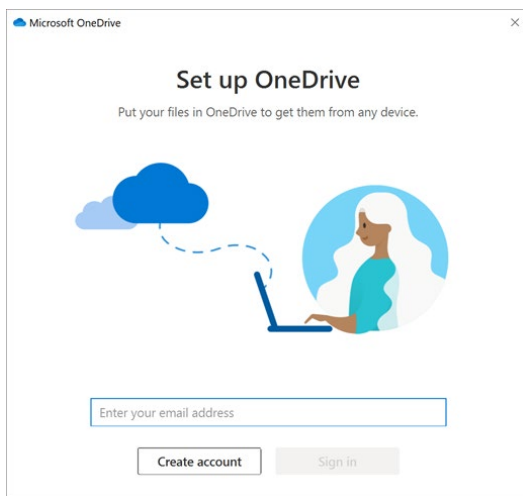 Microsoft OneDrive
Set up OneDrive
Put your files in OneDrive to get them from any device.
Enter your email address
Create account
Sign in